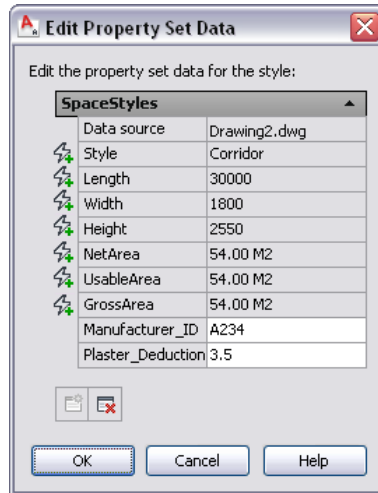 Edit Property Set Data
Edit the property set data for the style:
SpaceStyles
Data source Drawing2.dwg
Style Corridor
Length 30000
Width 1800
Height 2550
NetArea 54.00 M2
UsableArea 54.00 M2
GrossArea 54.00 M2
Manufacturer_ID A234
Plaster_Deduction 3.5
OK Cancel Help